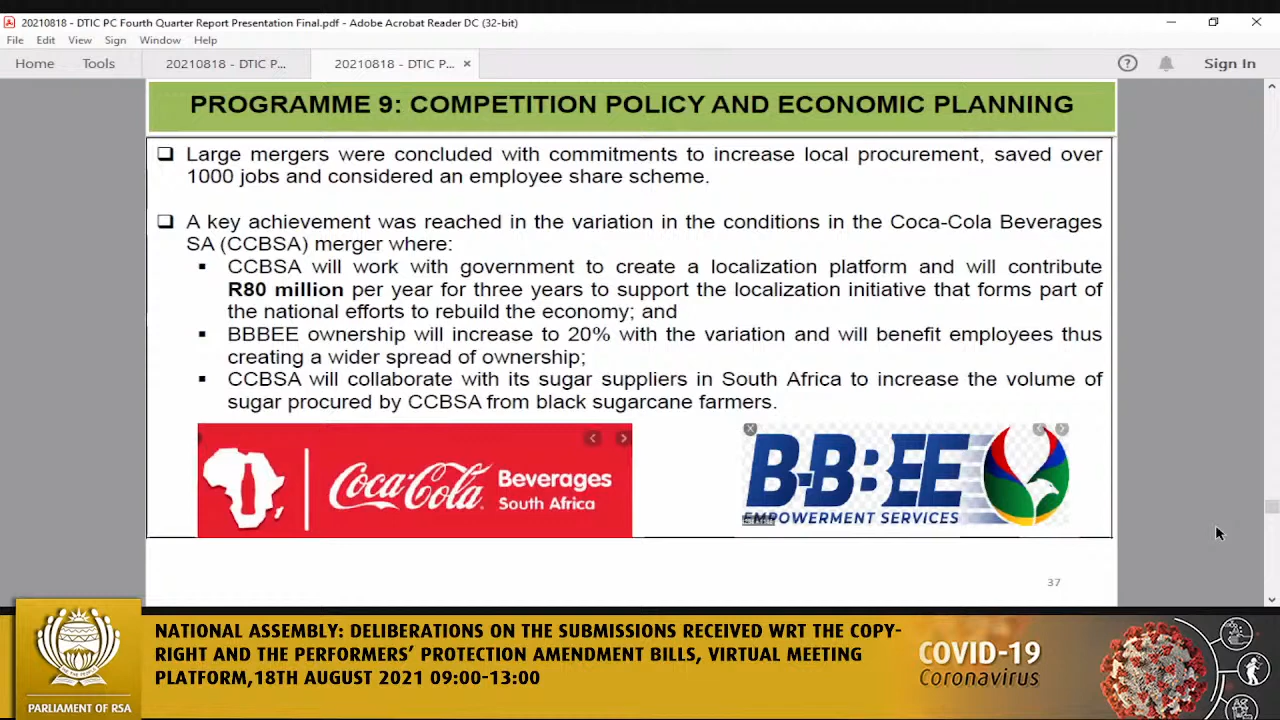 20210818 - DTIC PC Fourth Quarter Report Presentation Final.pdf - Adobe Acrobat Reader DC (32-bit)
File Edit View Sign Window Help
Home Tools 20210818 - DTIC P... 20210818 - DTIC P... × Sign In
PROGRAMME 9: COMPETITION POLICY AND ECONOMIC PLANNING
Large mergers were concluded with commitments to increase local procurement, saved over
1000 jobs and considered an employee share scheme.
A key achievement was reached in the variation in the conditions in the Coca-Cola Beverages
SA (CCBSA) merger where:
CCBSA will work with government to create a localization platform and will contribute
R80 million per year for three years to support the localization initiative that forms part of
the national efforts to rebuild the economy; and
BBBEE ownership will increase to 20% with the variation and will benefit employees thus
creating a wider spread of ownership;
CCBSA will collaborate with its sugar suppliers in South Africa to increase the volume of
sugar procured by CCBSA from black sugarcane farmers.
Coca-Cola Beverages
South Africa
B-BBEE
EMPOWERMENT SERVICES
37
NATIONAL ASSEMBLY: DELIBERATIONS ON THE SUBMISSIONS RECEIVED WRT THE COPY-
RIGHT AND THE PERFORMERS' PROTECTION AMENDMENT BILLS, VIRTUAL MEETING
PLATFORM,18TH AUGUST 2021 09:00-13:00
PARLIAMENT OF RSA
COVID-19
Coronavirus